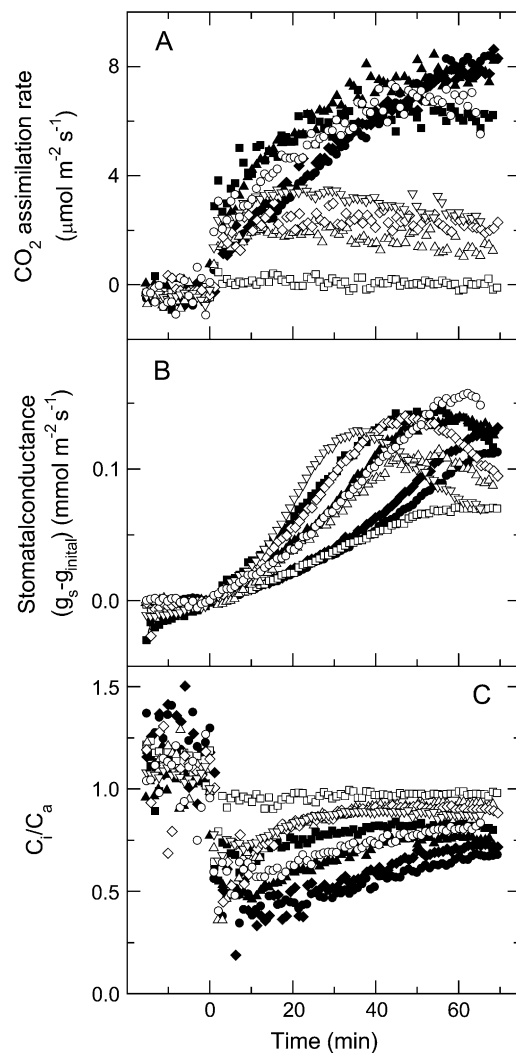 A
CO2 assimilation rate
(μmol m-2 s-1)
8
4
0
B
Stomatalconductance
(gs-ginital) (mmol m-2 s-1)
0.1
0.0
C
Ci/Ca
1.5
1.0
0.5
0.0
0 20 40 60
Time (min)